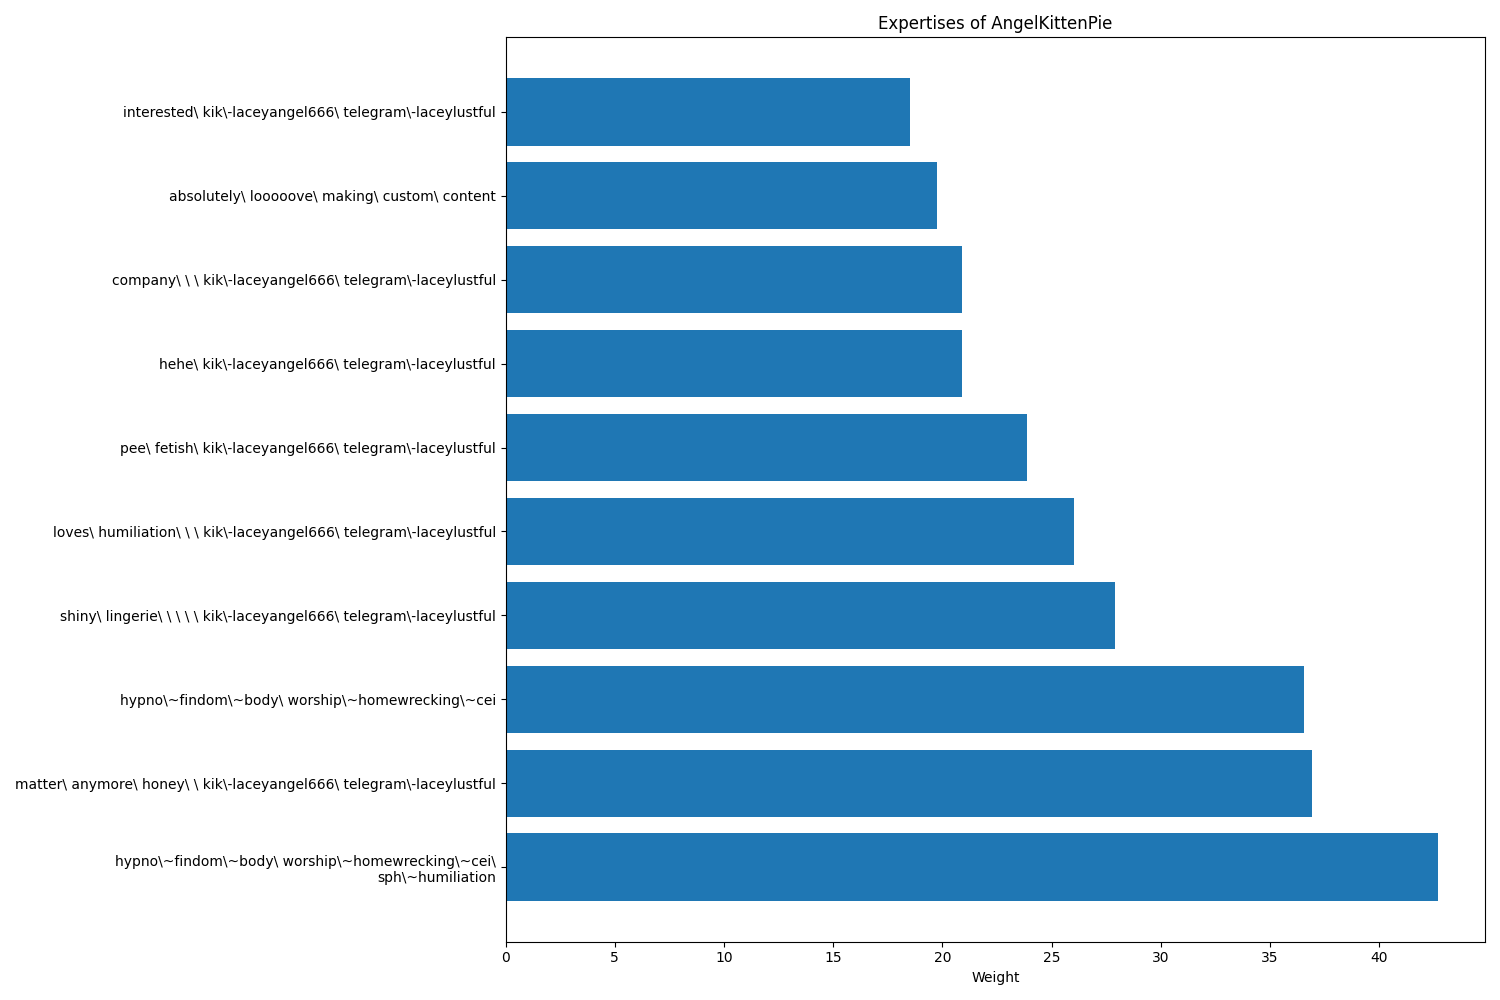 Expertises of AngelKittenPie
interested\ kik\-laceyangel666\ telegram\-laceylustful
absolutely\ looooove\ making\ custom\ content
company\ \ \ kik\-laceyangel666\ telegram\-laceylustful
hehe\ kik\-laceyangel666\ telegram\-laceylustful
pee\ fetish\ kik\-laceyangel666\ telegram\-laceylustful
loves\ humiliation\ \ \ kik\-laceyangel666\ telegram\-laceylustful
shiny\ lingerie\ \ \ \ \ kik\-laceyangel666\ telegram\-laceylustful
hypno\~findom\~body\ worship\~homewrecking\~cei
matter\ anymore\ honey\ \ kik\-laceyangel666\ telegram\-laceylustful
hypno\~findom\~body\ worship\~homewrecking\~cei\
sph\~humiliation
0 5 10 15 20 25 30 35 40
Weight